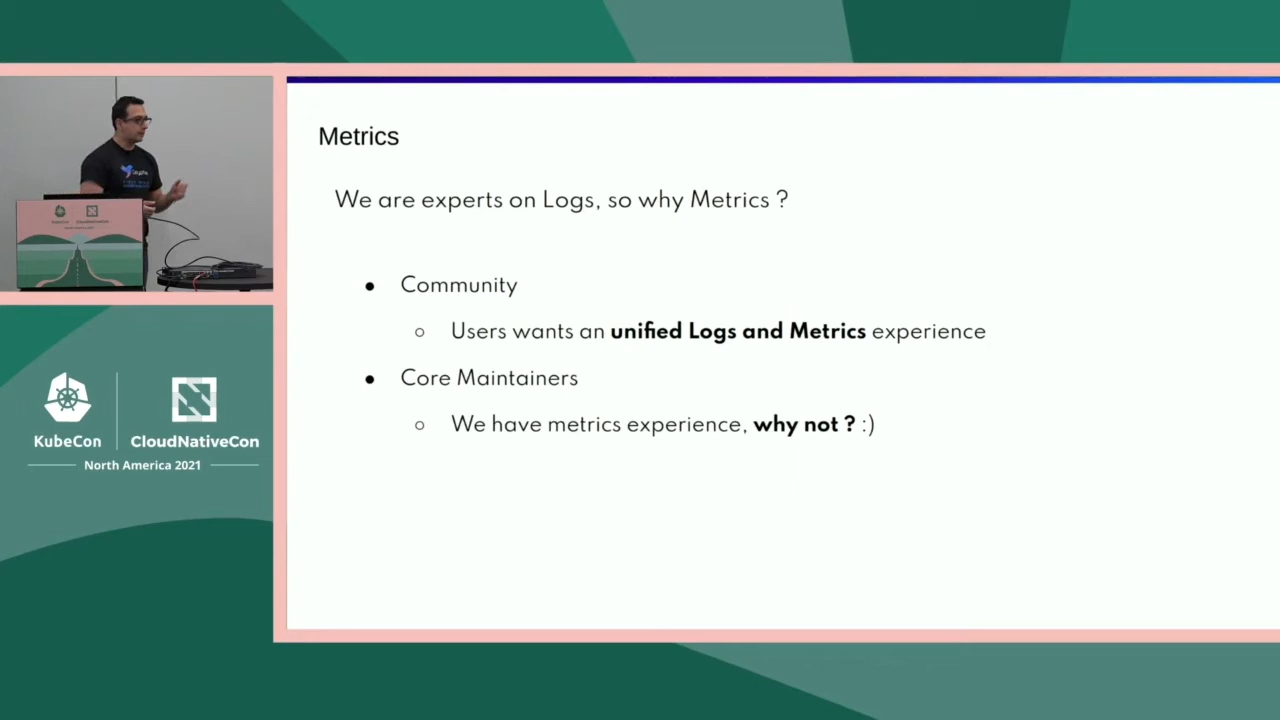 Metrics
We are experts on Logs, so why Metrics ?
● Community
○ Users wants an unified Logs and Metrics experience
● Core Maintainers
○ We have metrics experience, why not ? :)
KubeCon
CloudNativeCon
North America 2021